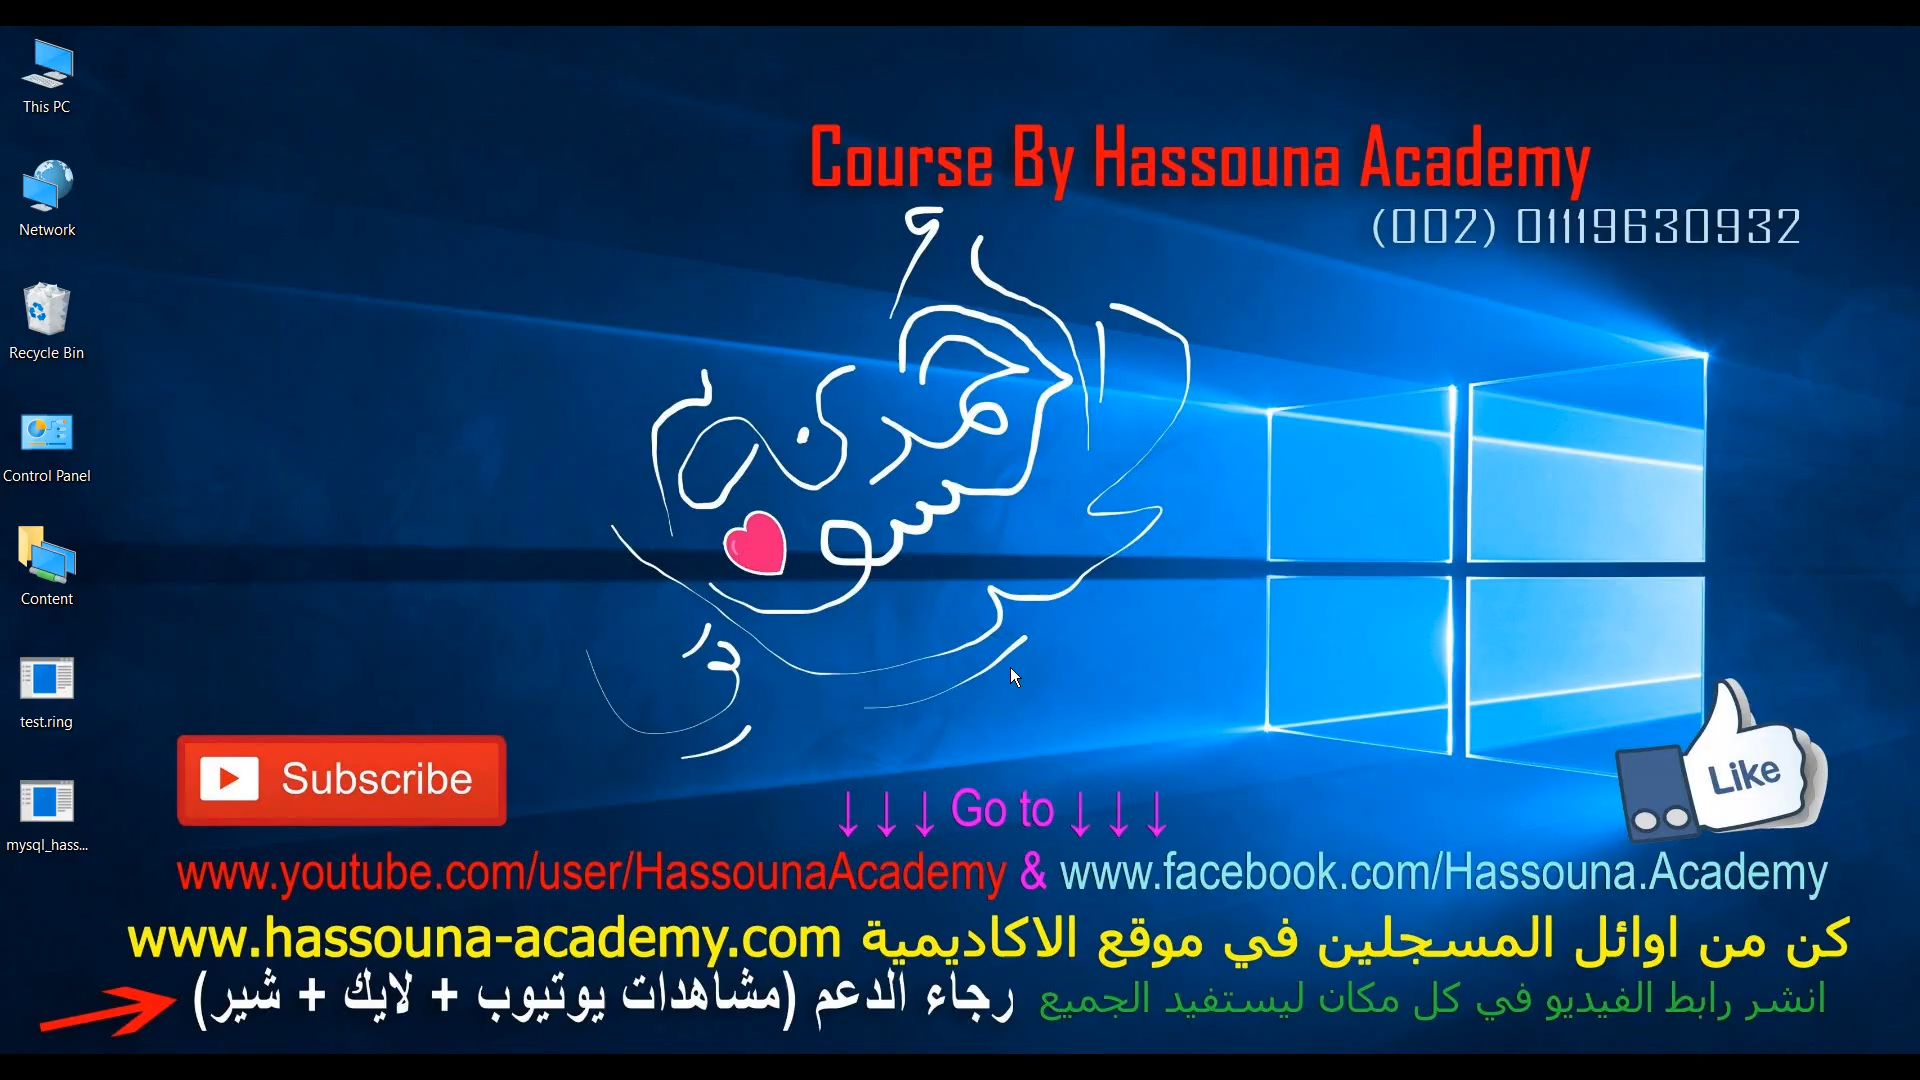 This PC
Network
Recycle Bin
Control Panel
Content
test.ring
mysql_hass...
Course By Hassouna Academy
(002) 01119630932
Subscribe
Like
↓ ↓ ↓ Go to ↓ ↓ ↓
www.youtube.com/user/HassounaAcademy & www.facebook.com/Hassouna.Academy
كن من اوائل المسجلين في موقع الاكاديمية www.hassouna-academy.com
انشر رابط الفيديو في كل مكان ليستفيد الجميع
رجاء الدعم (مشاهدات يوتيوب + لايك + شير)